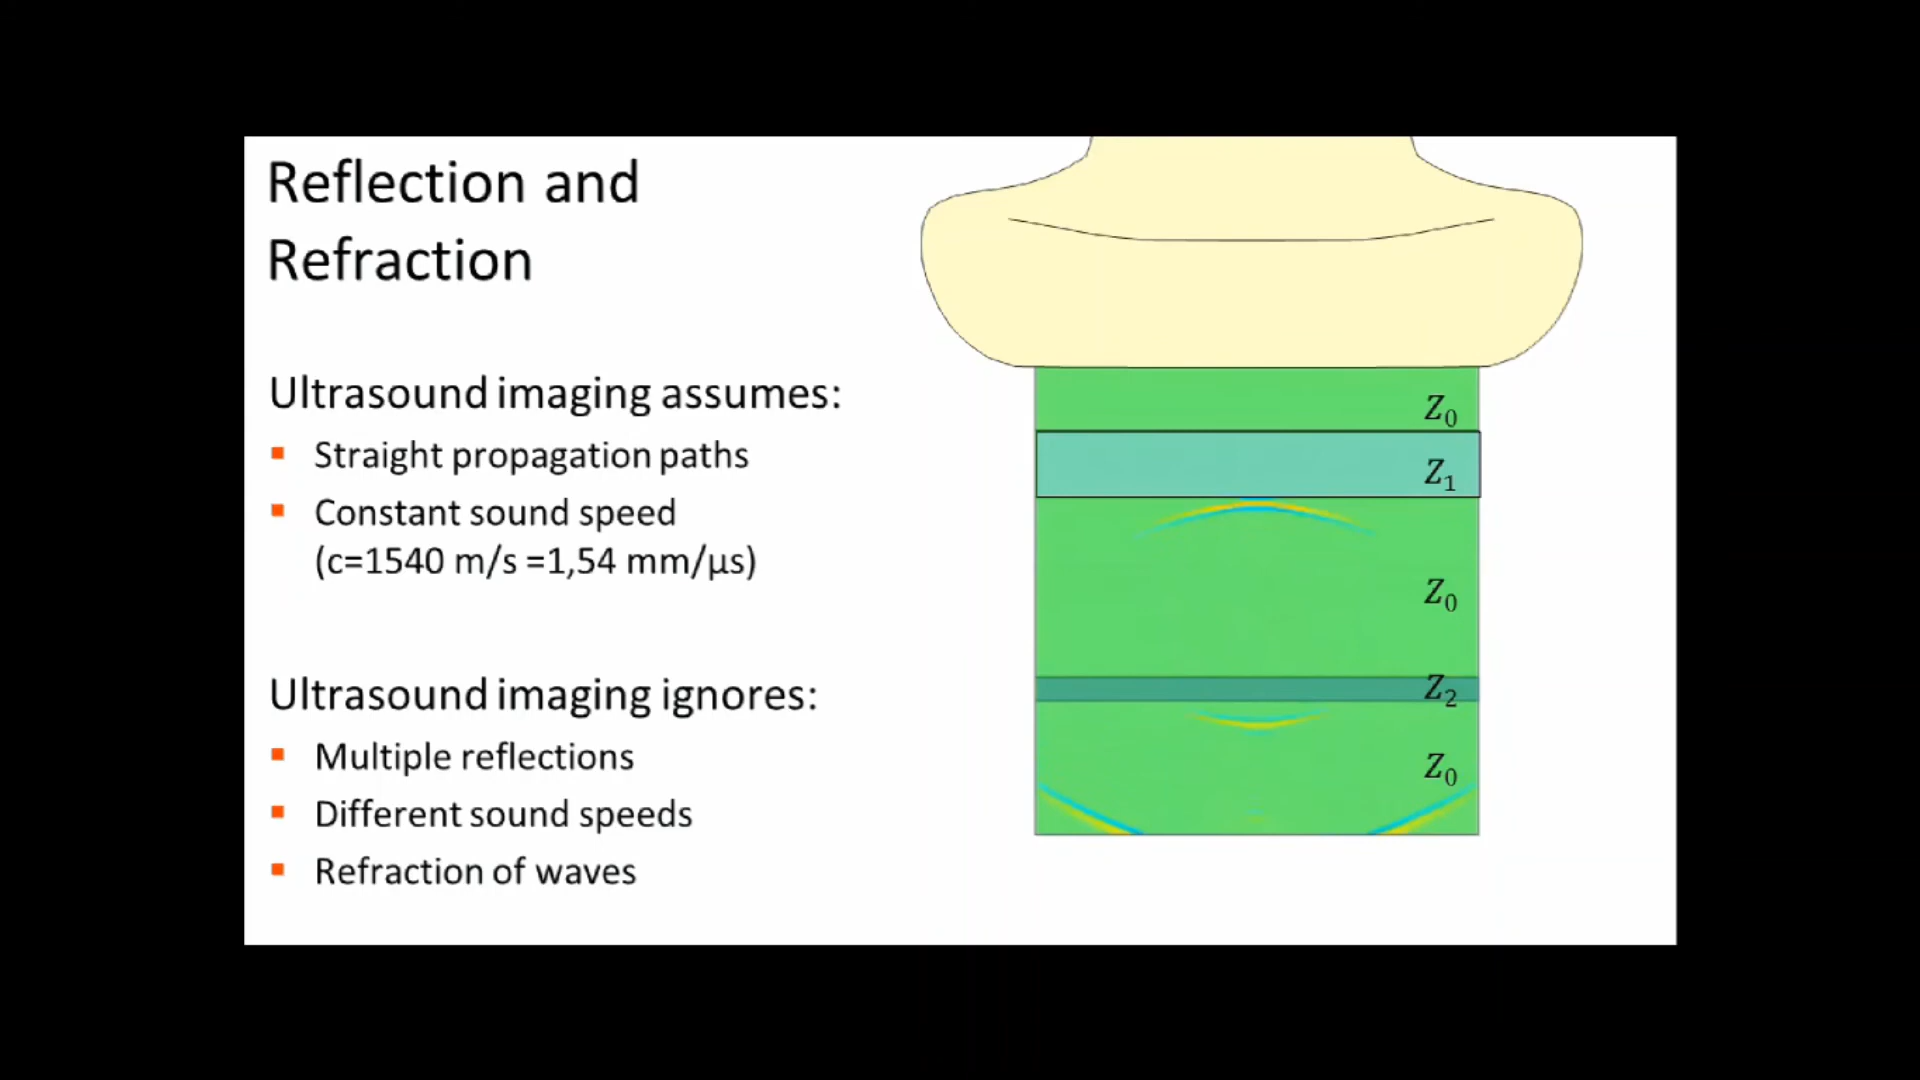 Reflection and
Refraction
Ultrasound imaging assumes:
▪ Straight propagation paths
▪ Constant sound speed
(c=1540 m/s =1,54 mm/µs)
Ultrasound imaging ignores:
▪ Multiple reflections
▪ Different sound speeds
▪ Refraction of waves
Z₀
Z₁
Z₀
Z₂
Z₀